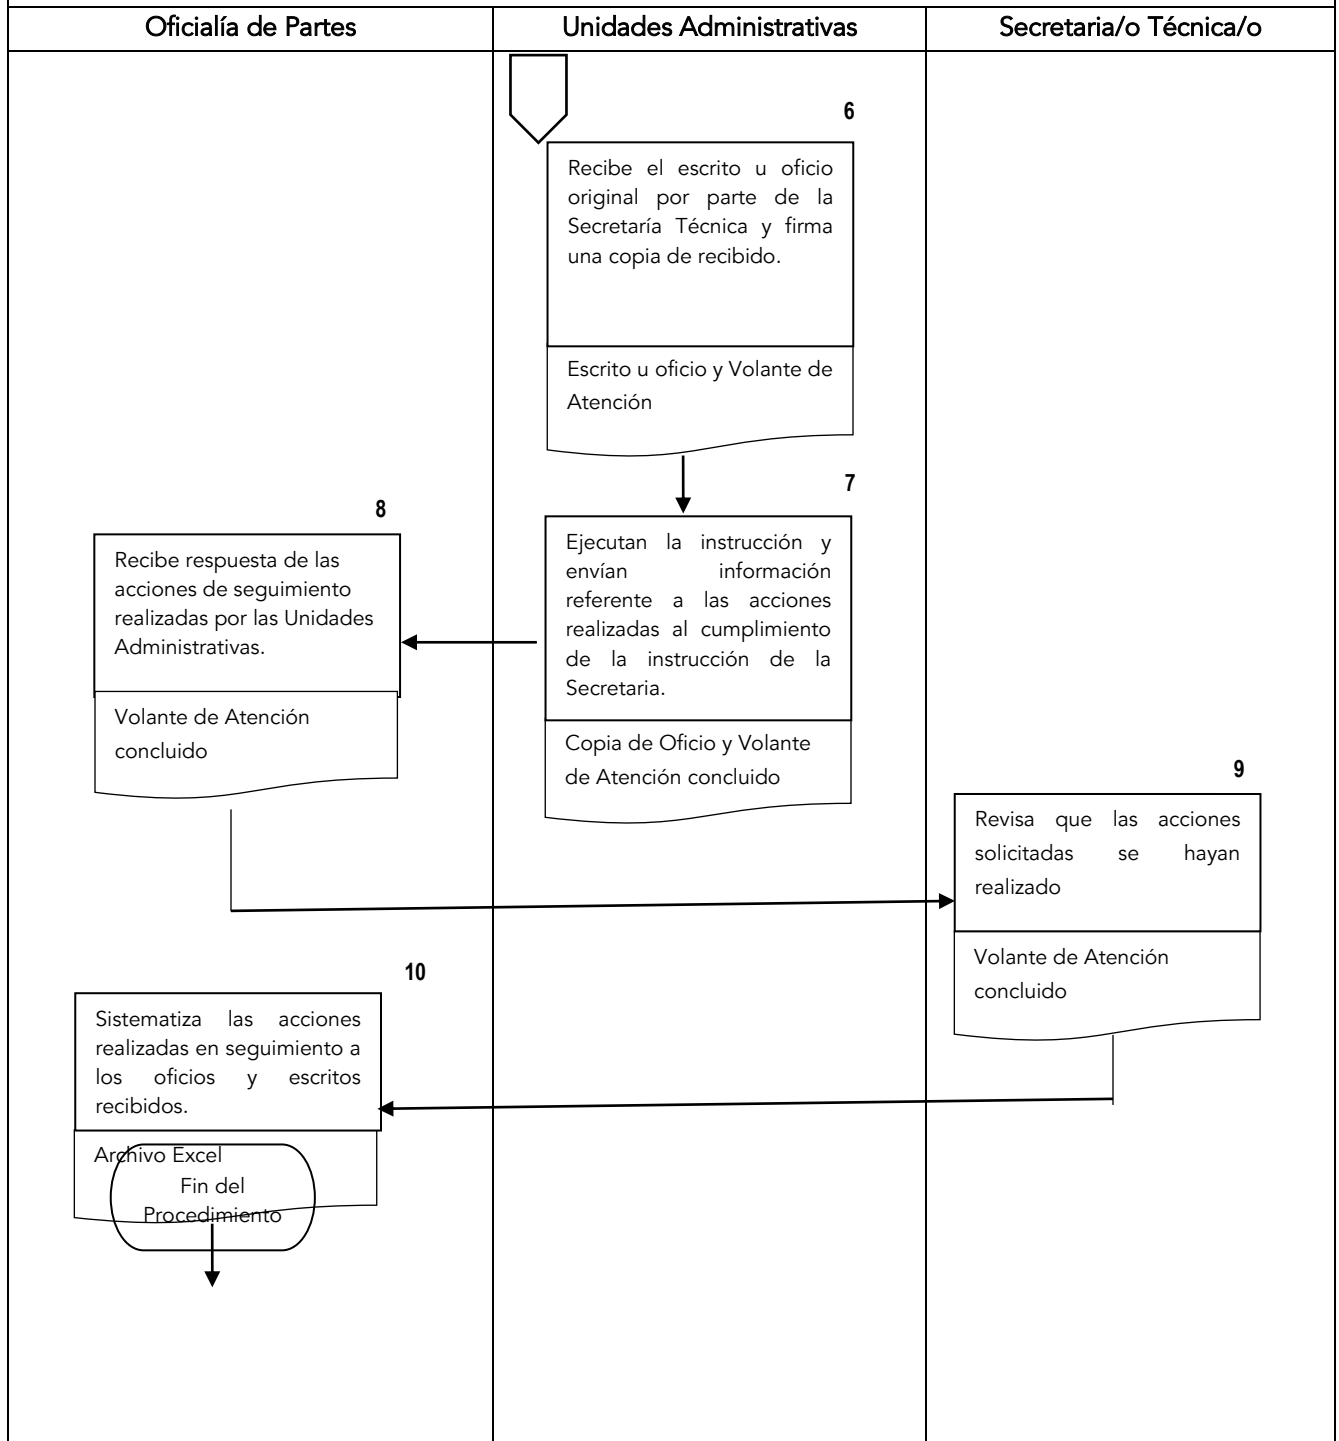 Oficialía de Partes
Unidades Administrativas
Secretaria/o Técnica/o
6
Recibe el escrito u oficio
original por parte de la
Secretaría Técnica y firma
una copia de recibido.
Escrito u oficio y Volante de
Atención
7
Ejecutan la instrucción y
envían información
referente a las acciones
realizadas al cumplimiento
de la instrucción de la
Secretaria.
Copia de Oficio y Volante
de Atención concluido
8
Recibe respuesta de las
acciones de seguimiento
realizadas por las Unidades
Administrativas.
Volante de Atención
concluido
9
Revisa que las acciones
solicitadas se hayan
realizado
Volante de Atención
concluido
10
Sistematiza las acciones
realizadas en seguimiento a
los oficios y escritos
recibidos.
Archivo Excel
Fin del
Procedimiento